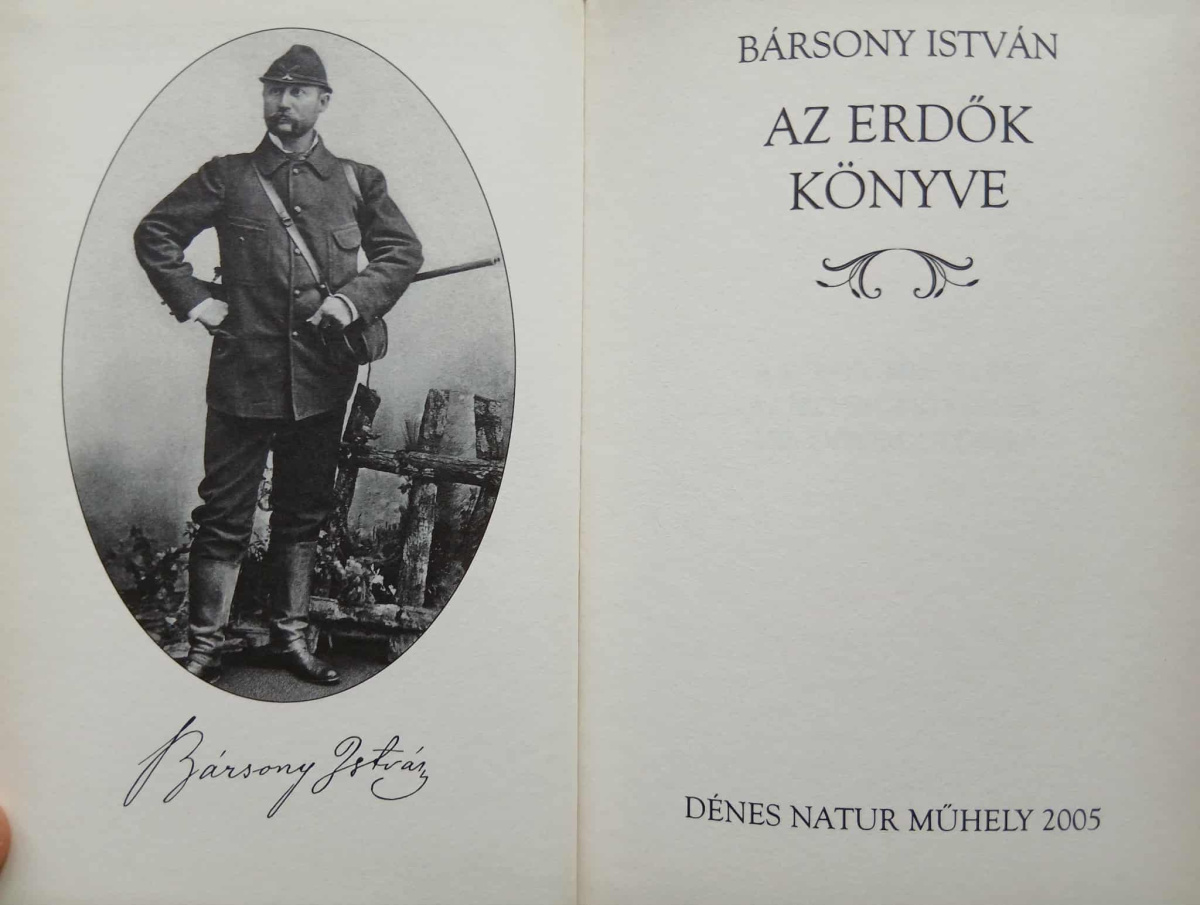 Bársony István
BÁRSONY ISTVÁN
AZ ERDŐK
KÖNYVE
DÉNES NATUR MŰHELY 2005